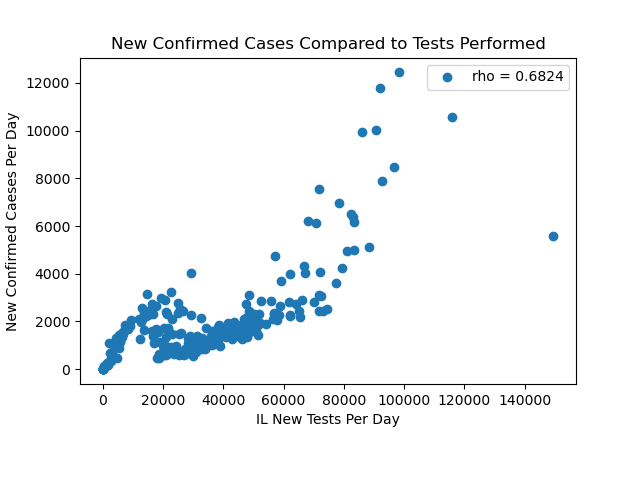 New Confirmed Cases Compared to Tests Performed
rho = 0.6824
New Confirmed Caeses Per Day
12000
10000
8000
6000
4000
2000
0
0 20000 40000 60000 80000 100000 120000 140000
IL New Tests Per Day